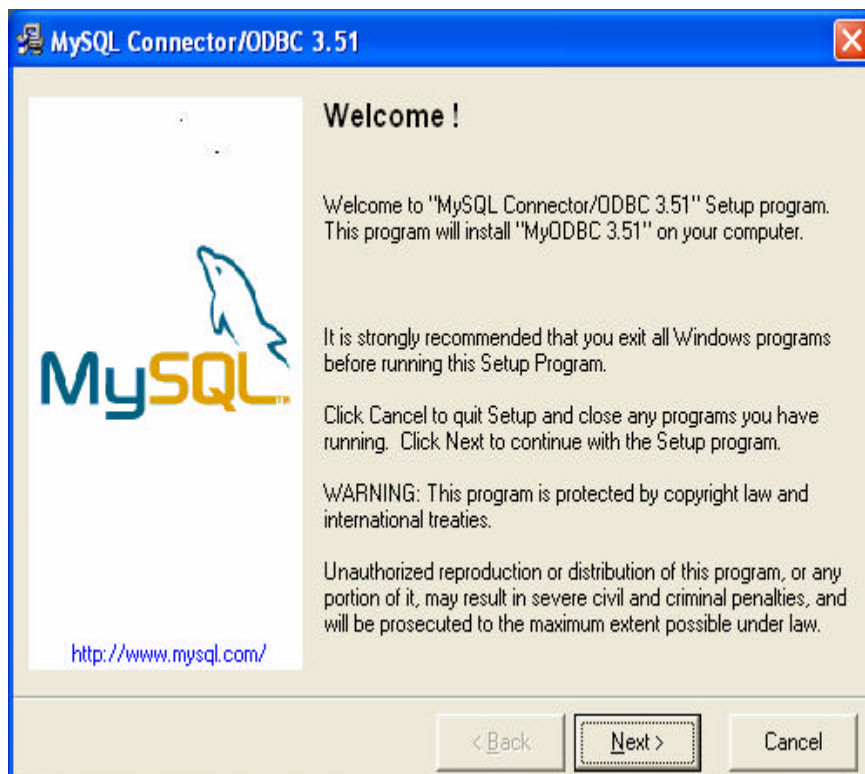 MySQL Connector/ODBC 3.51
Welcome !
Welcome to "MySQL Connector/ODBC 3.51" Setup program.
This program will install "MyODBC 3.51" on your computer.
It is strongly recommended that you exit all Windows programs
before running this Setup Program.
Click Cancel to quit Setup and close any programs you have
running. Click Next to continue with the Setup program.
WARNING: This program is protected by copyright law and
international treaties.
Unauthorized reproduction or distribution of this program, or any
portion of it, may result in severe civil and criminal penalties, and
will be prosecuted to the maximum extent possible under law.
MySQL™
http://www.mysql.com/
< Back
Next >
Cancel